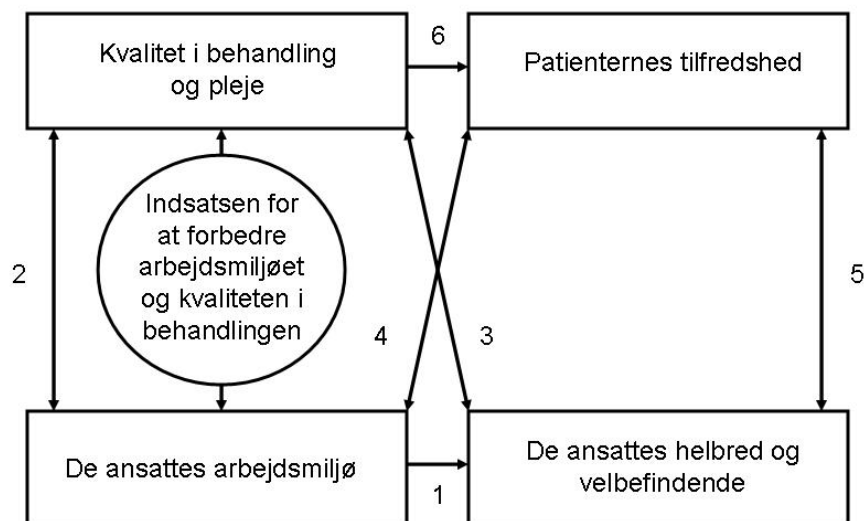 Kvalitet i behandling
og pleje
6
Patienternes tilfredshed
Indsatsen for
at forbedre
arbejdsmiljøet
og kvaliteten i
behandlingen
2
4
3
5
De ansattes arbejdsmiljø
1
De ansattes helbred og
velbefindende